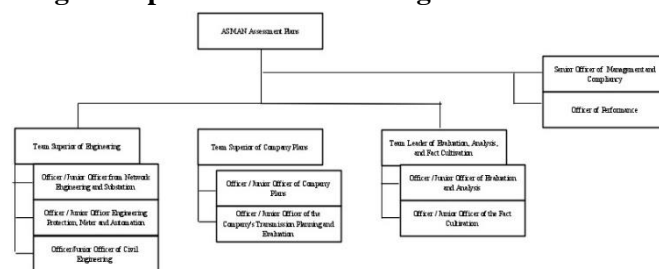 ASMAN Assessment Plans
Senior Officer of Management and
Compliancy
Officer of Performance
Team Superior of Engineering
Team Superior of Company Plans
Team Leader of Evaluation, Analysis,
and Fact Cultivation
Officer /Junior Officer from Network
Engineering and Substation
Officer / Junior Officer of Company
Plans
Officer / Junior Officer of Evaluation
and Analysis
Officer / Junior Officer Engineering
Protection, Meter and Automation
Officer / Junior Officer of the
Company's Transmission Planning and
Evaluation
Officer / Junior Officer of the Fact
Cultivation
Officer/Junior Officer of Civil
Engineering